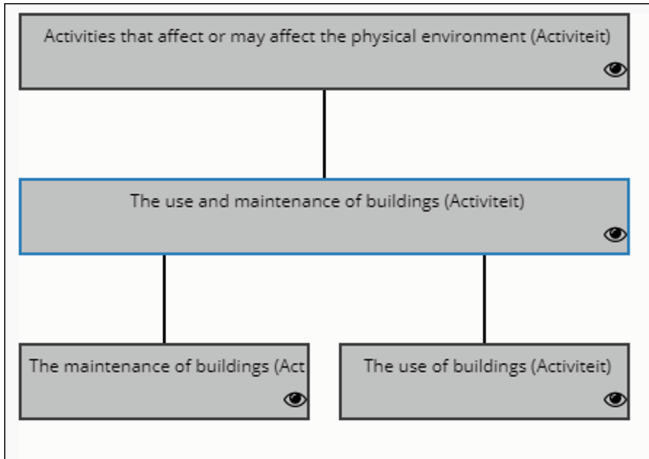 Activities that affect or may affect the physical environment (Activiteit)
The use and maintenance of buildings (Activiteit)
The maintenance of buildings (Act
The use of buildings (Activiteit)